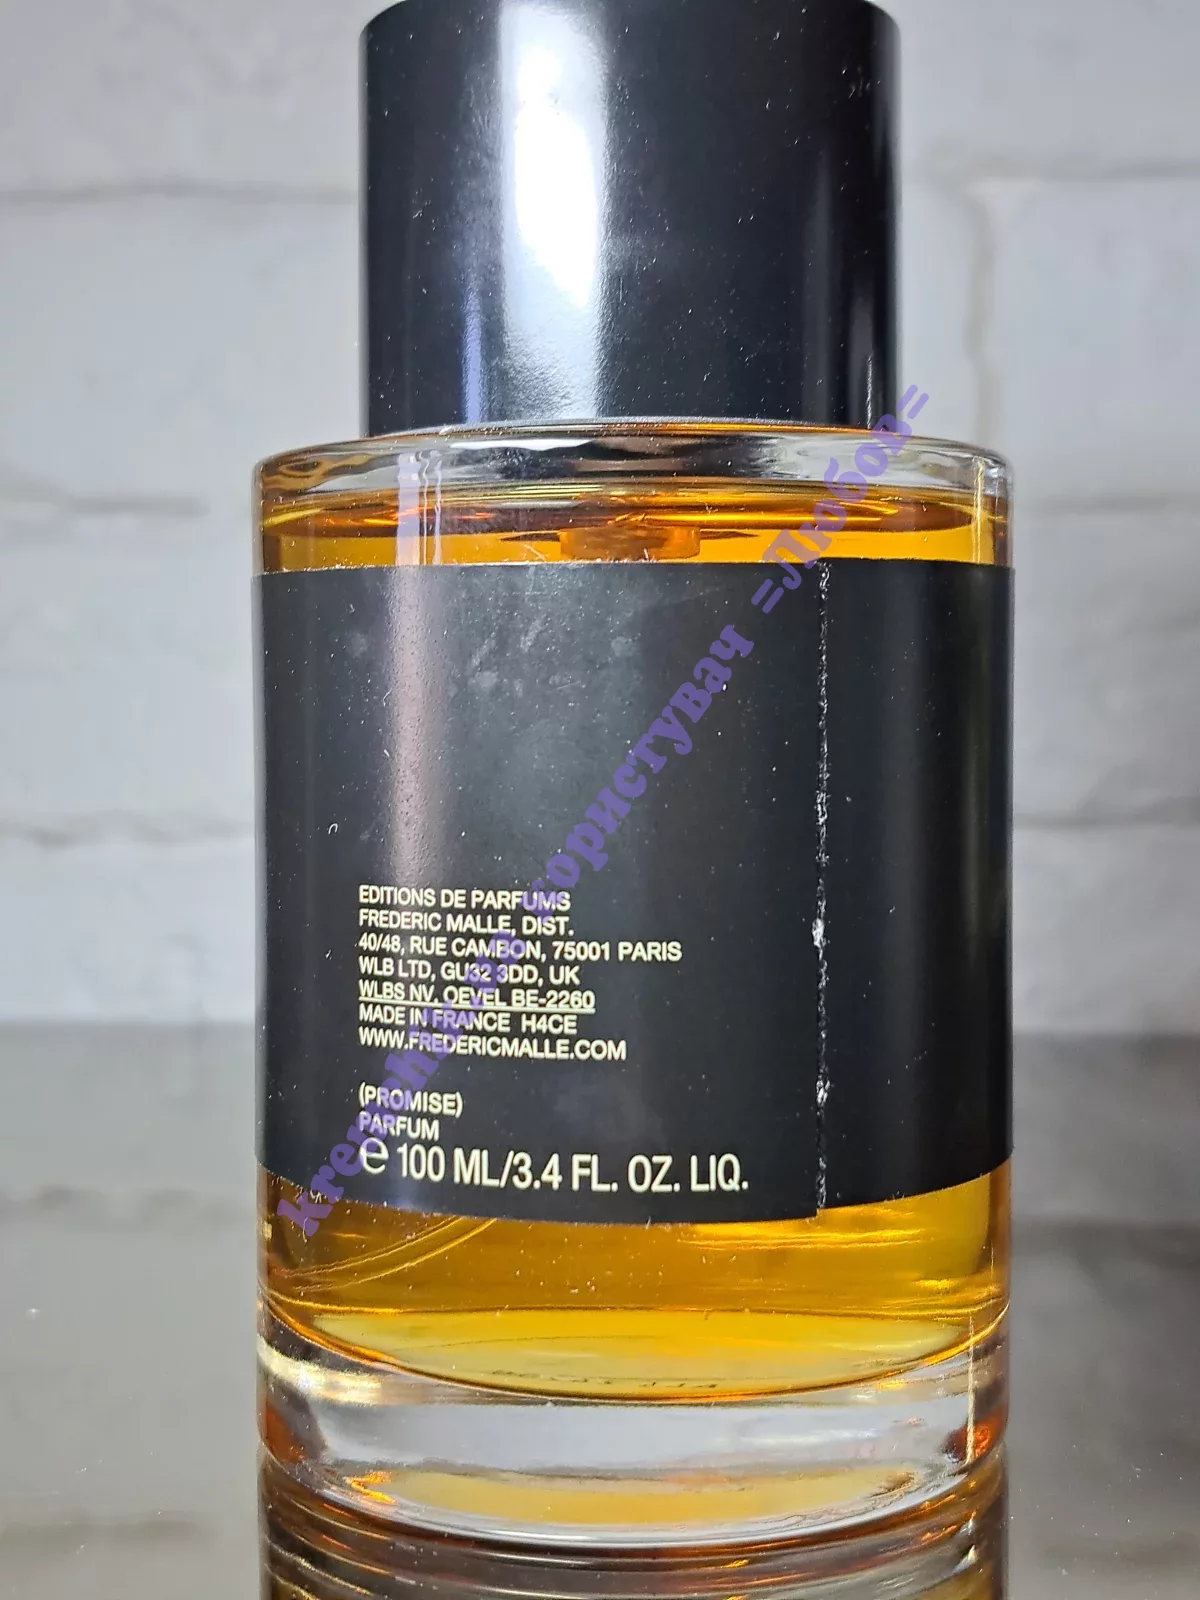 EDITIONS DE PARFUMS
FREDERIC MALLE, DIST.
40/48, RUE CAMBON, 75001 PARIS
WLB LTD, GU32 3DD, UK
WLBS NV, OEVEL BE-2260
MADE IN FRANCE H4CE
WWW.FREDERICMALLE.COM
(PROMISE)
PARFUM
℮ 100 ML/3.4 FL. OZ. LIQ.
користувач =Любов=